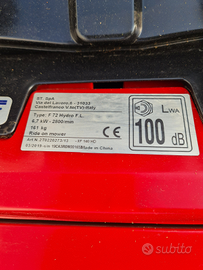 ST. SpA
Via del Lavoro, 6 - 31033
Castelfranco V.to(TV)-Italy
Type: F 72 Hydro F.L.
6,7 kW - 2800/min
161 kg
Ride on mower
CE
LWA
100
dB
Made in China.
subito